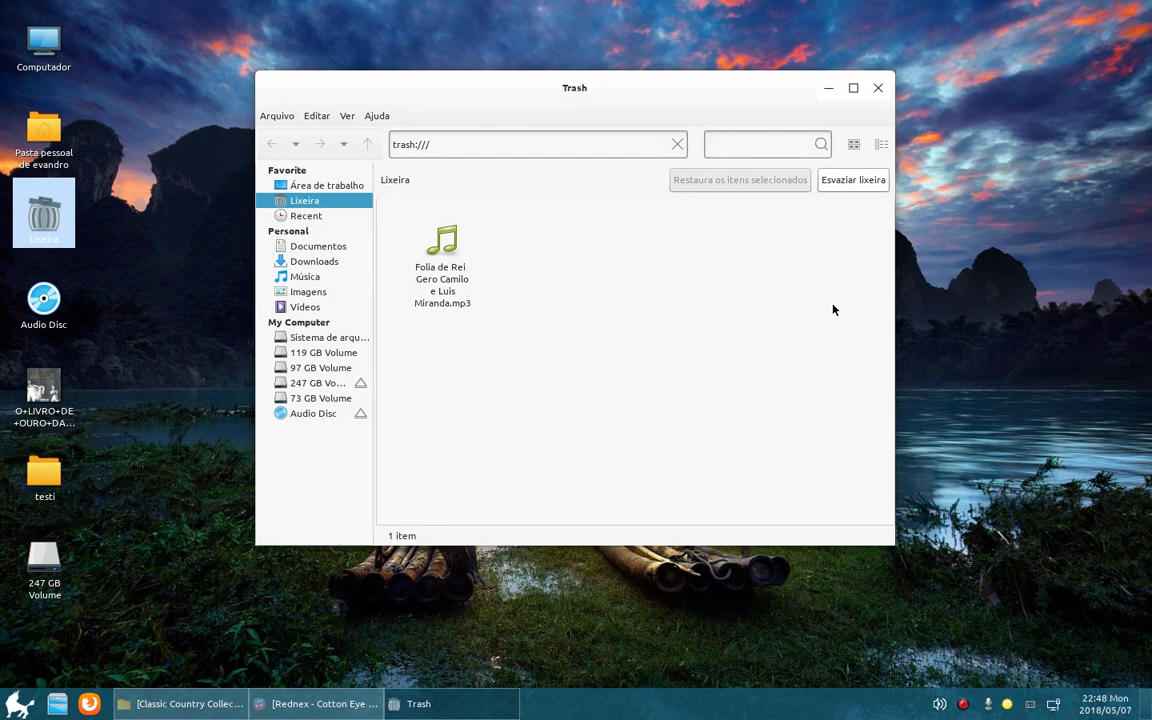 Computador
Pasta pessoal
de evandro
Lixeira
Audio Disc
O+LIVRO+DE
+OURO+DA...
testi
247 GB
Volume
Trash
Arquivo Editar Ver Ajuda
trash:///
Favorite
Área de trabalho
Lixeira
Recent
Personal
Documentos
Downloads
Música
Imagens
Vídeos
My Computer
Sistema de arqu...
119 GB Volume
97 GB Volume
247 GB Vo...
73 GB Volume
Audio Disc
Lixeira
Restaura os itens selecionados
Esvaziar lixeira
Folia de Rei
Gero Camilo
e Luis
Miranda.mp3
1 item
[Classic Country Collec...
[Rednex - Cotton Eye ...
Trash
22:48 Mon
2018/05/07